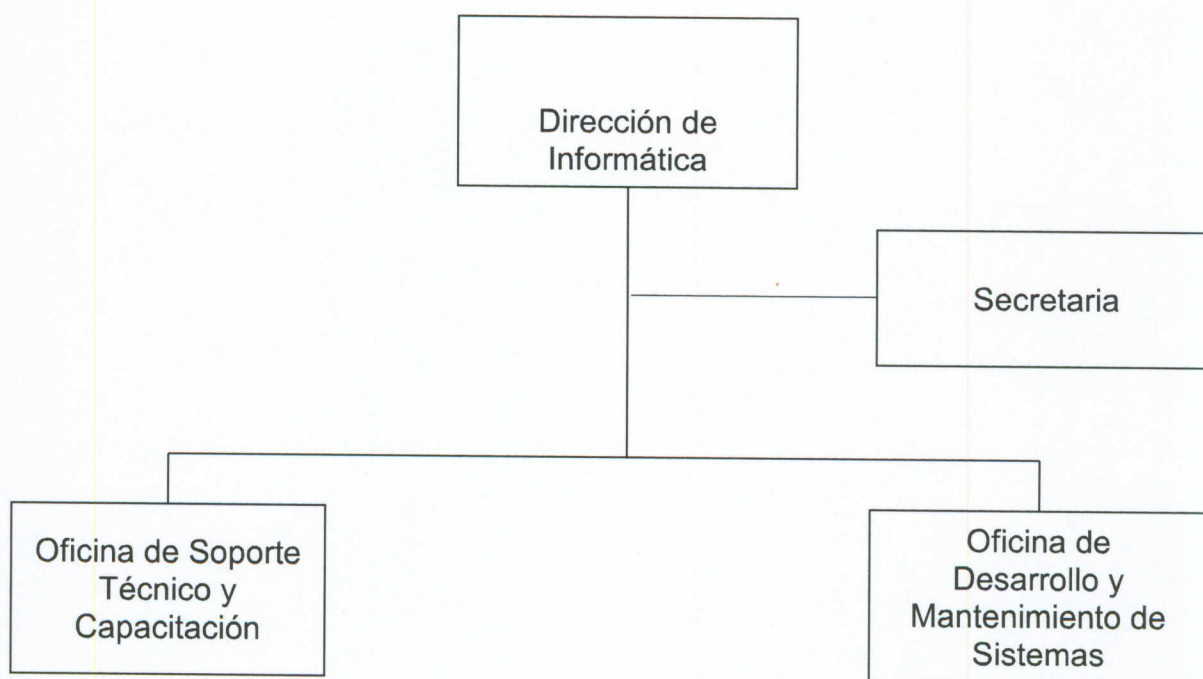 Dirección de
Informática
Secretaria
Oficina de Soporte
Técnico y
Capacitación
Oficina de
Desarrollo y
Mantenimiento de
Sistemas